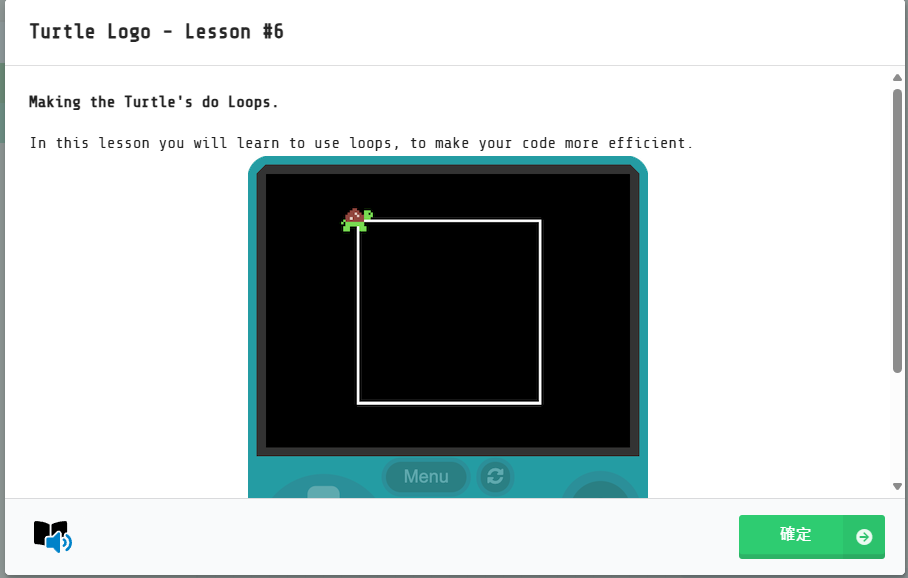 Turtle Logo - Lesson #6
Making the Turtle's do Loops.
In this lesson you will learn to use loops, to make your code more efficient.
Menu
確定